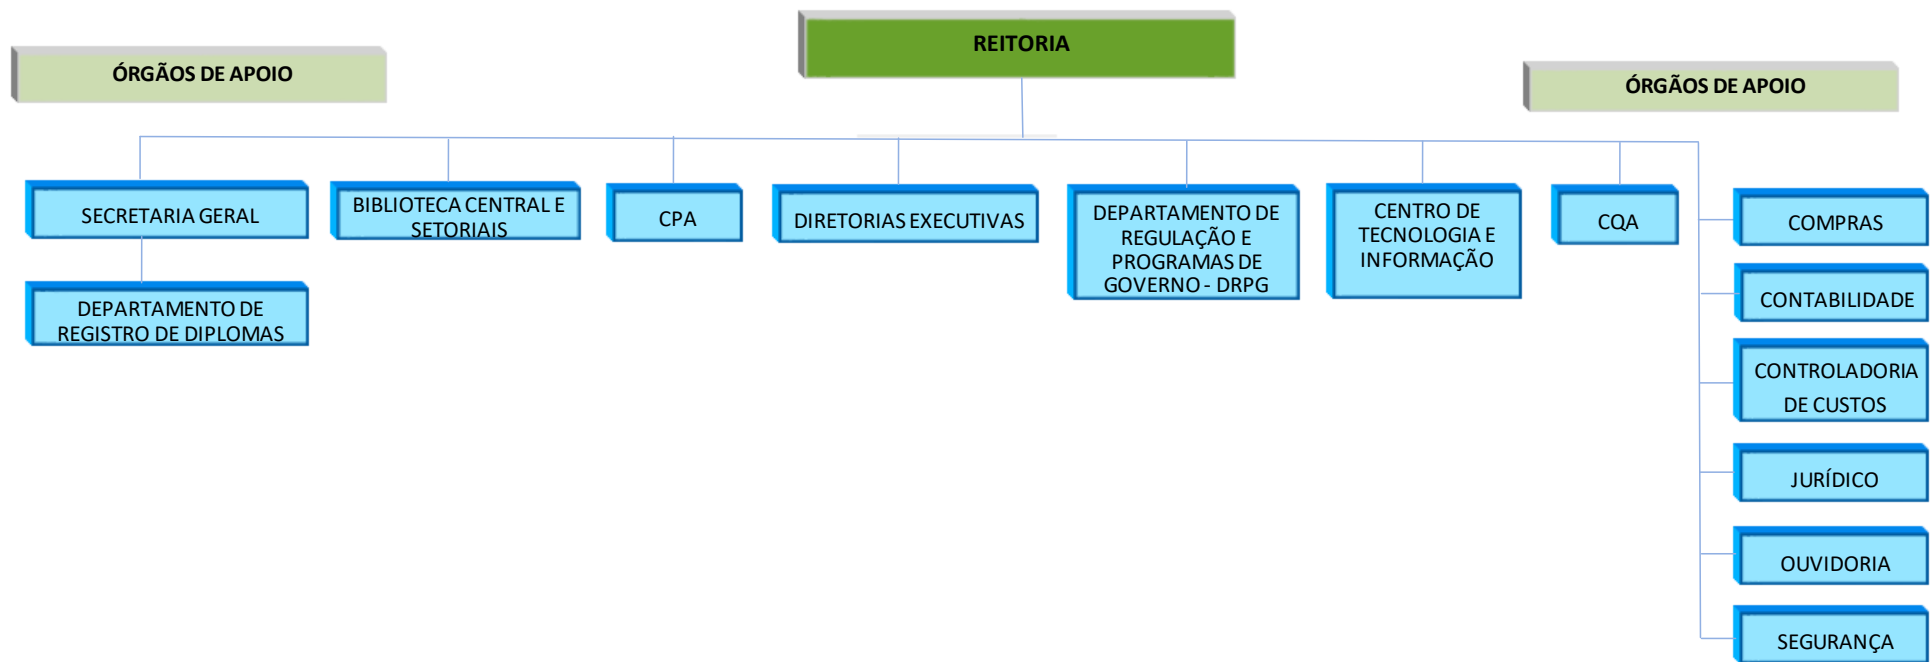 REITORIA
ÓRGÃOS DE APOIO
ÓRGÃOS DE APOIO
SECRETARIA GERAL
BIBLIOTECA CENTRAL E
SETORIAIS
CPA
DIRETORIAS EXECUTIVAS
DEPARTAMENTO DE
REGULAÇÃO E
PROGRAMAS DE
GOVERNO - DRPG
CENTRO DE
TECNOLOGIA E
INFORMAÇÃO
CQA
COMPRAS
DEPARTAMENTO DE
REGISTRO DE DIPLOMAS
CONTABILIDADE
CONTROLADORIA
DE CUSTOS
JURÍDICO
OUVIDORIA
SEGURANÇA